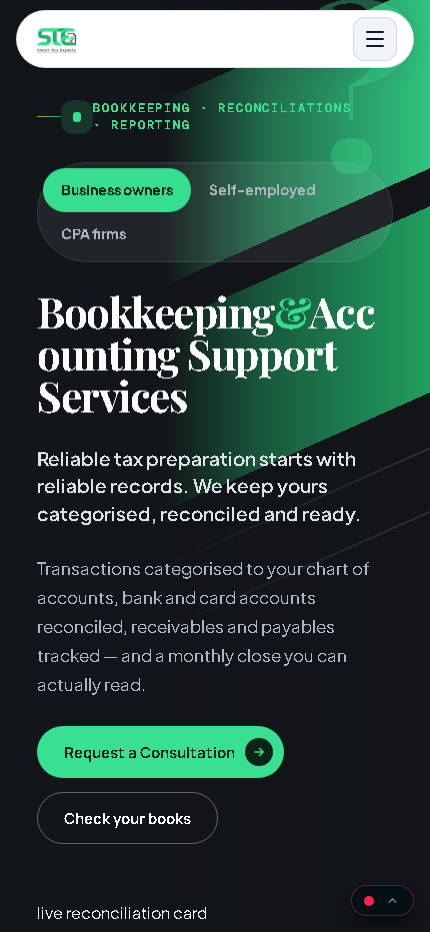 STE
Smart Tax Experts
BOOKKEEPING · RECONCILIATIONS
· REPORTING
Business owners
Self-employed
CPA firms
Bookkeeping&Acc
ounting Support
Services
Reliable tax preparation starts with
reliable records. We keep yours
categorised, reconciled and ready.
Transactions categorised to your chart of
accounts, bank and card accounts
reconciled, receivables and payables
tracked — and a monthly close you can
actually read.
Request a Consultation
Check your books
live reconciliation card